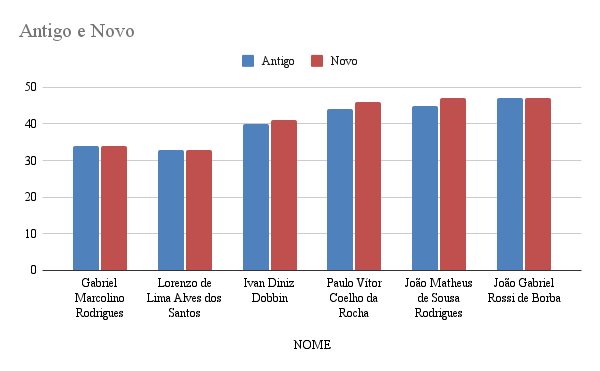 Antigo e Novo
Antigo
Novo
50
40
30
20
10
0
Gabriel
Marcolino
Rodrigues
Lorenzo de
Lima Alves dos
Santos
Ivan Diniz
Dobbin
Paulo Vitor
Coelho da
Rocha
João Matheus
de Sousa
Rodrigues
João Gabriel
Rossi de Borba
NOME